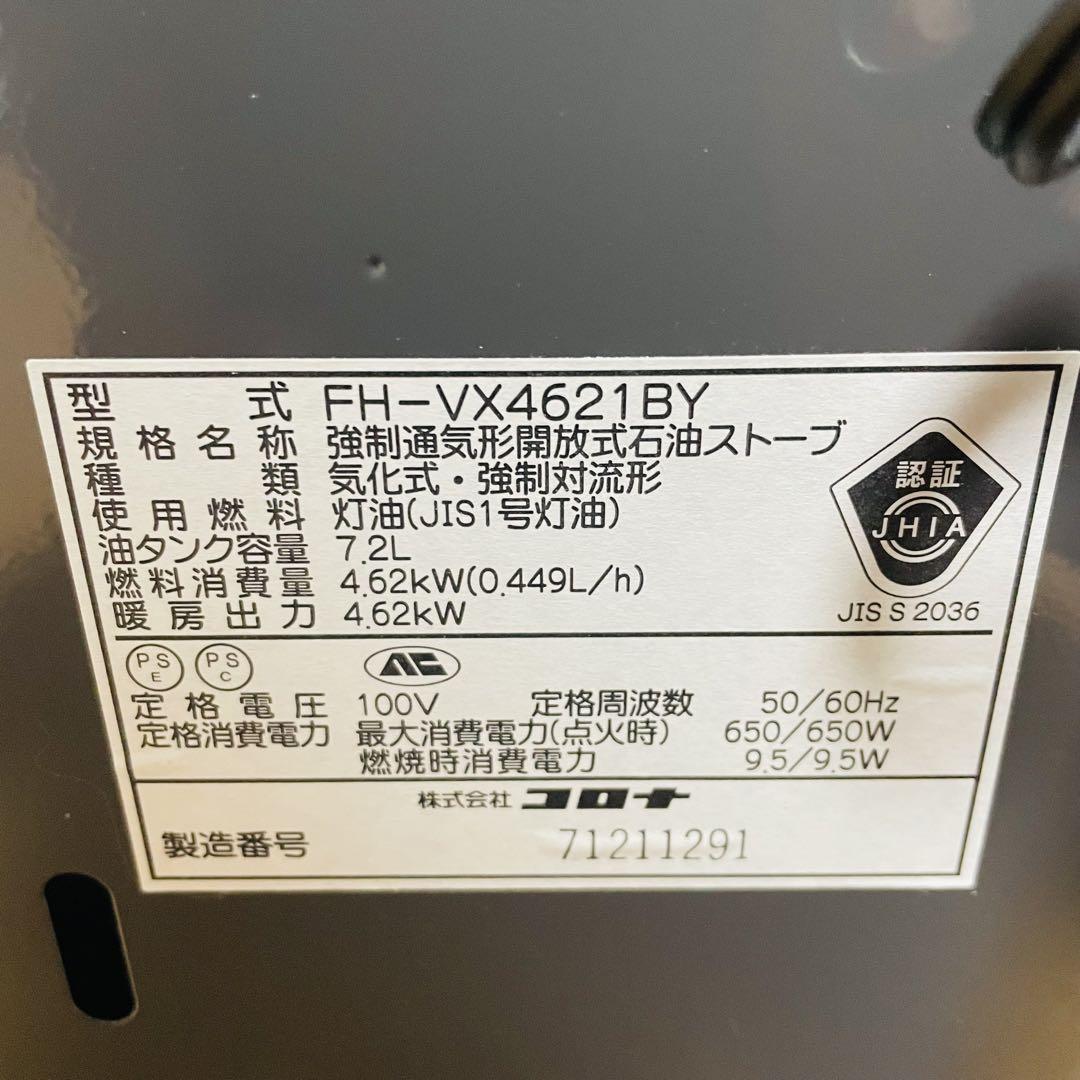 型式 FH-VX4621BY
規格名称 強制通気形開放式石油ストーブ
種類 気化式・強制対流形
使用燃料 灯油(JIS1号灯油)
油タンク容量 7.2L
燃料消費量 4.62kW(0.449L/h)
暖房出力 4.62kW
認証
JHIA
JIS S 2036
PS E PS C
定格電圧 100V 定格周波数 50/60Hz
定格消費電力 最大消費電力(点火時) 650/650W
燃焼時消費電力 9.5/9.5W
株式会社 コロナ
製造番号 71211291